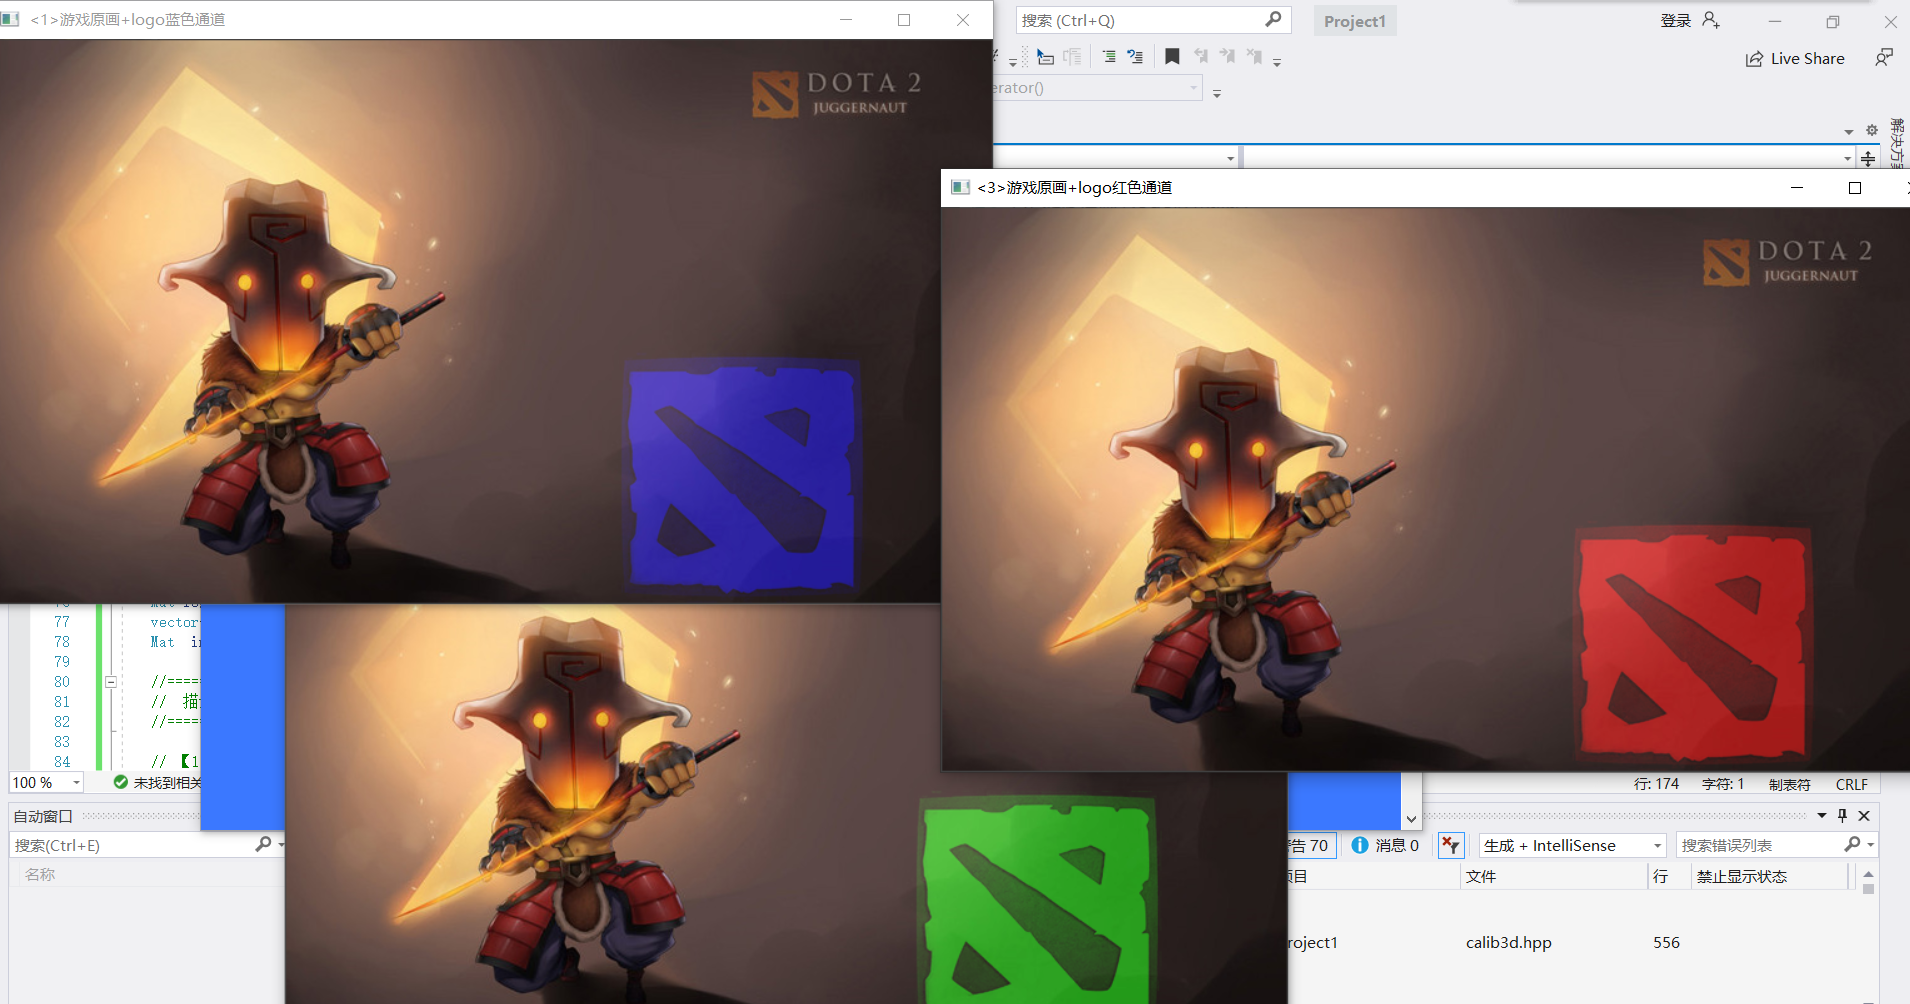 <1>游戏原画+logo蓝色通道
搜索 (Ctrl+Q)
Project1
登录
Live Share
erator()
解决方
DOTA 2
JUGGERNAUT
<3>游戏原画+logo红色通道
DOTA 2
JUGGERNAUT
77 vector
78 Mat
79
80 //====
81 // 描
82 //====
83
84 // 【1
100 %
未找到相关
行: 174
字符: 1
制表符
CRLF
自动窗口
搜索(Ctrl+E)
名称
告 70
消息 0
生成 + IntelliSense
搜索错误列表
项目
文件
行
禁止显示状态
roject1
calib3d.hpp
556